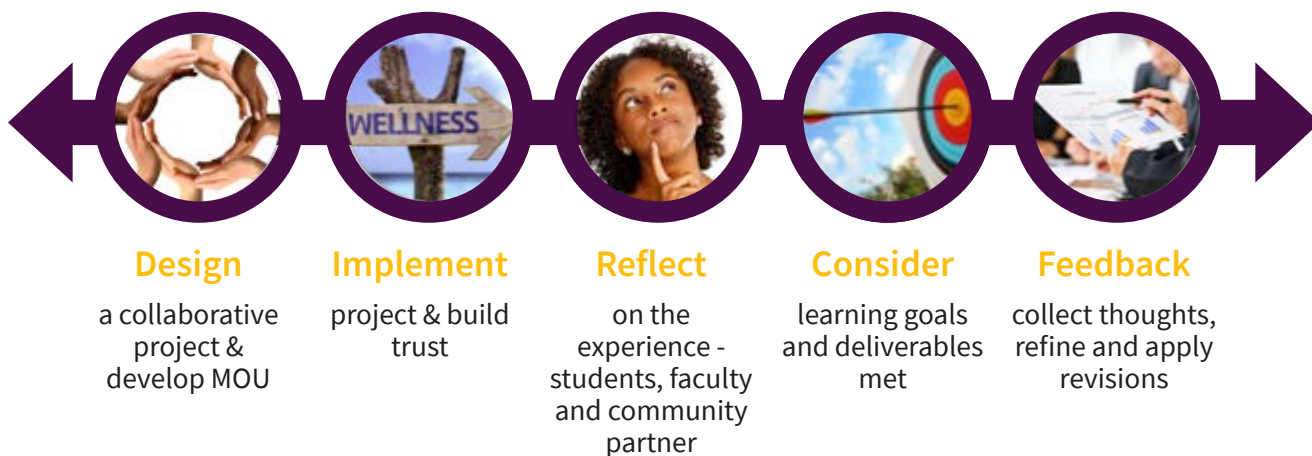 WELLNESS
Design
a collaborative
project &
develop MOU
Implement
project & build
trust
Reflect
on the
experience -
students, faculty
and community
partner
Consider
learning goals
and deliverables
met
Feedback
collect thoughts,
refine and apply
revisions